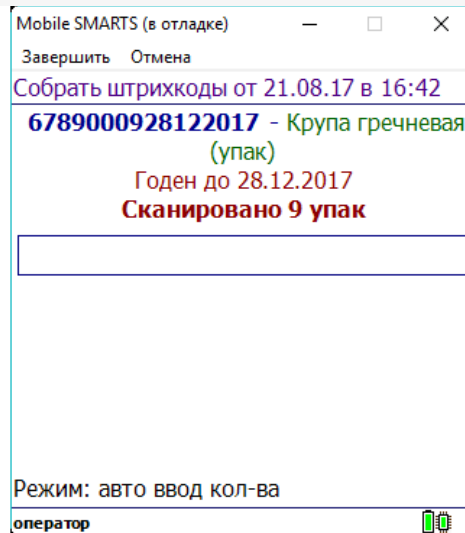 Mobile SMARTS (в отладке)
Завершить Отмена
Собрать штрихкоды от 21.08.17 в 16:42
6789000928122017 - Крупа гречневая
(упак)
Годен до 28.12.2017
Сканировано 9 упак
Режим: авто ввод кол-ва
оператор